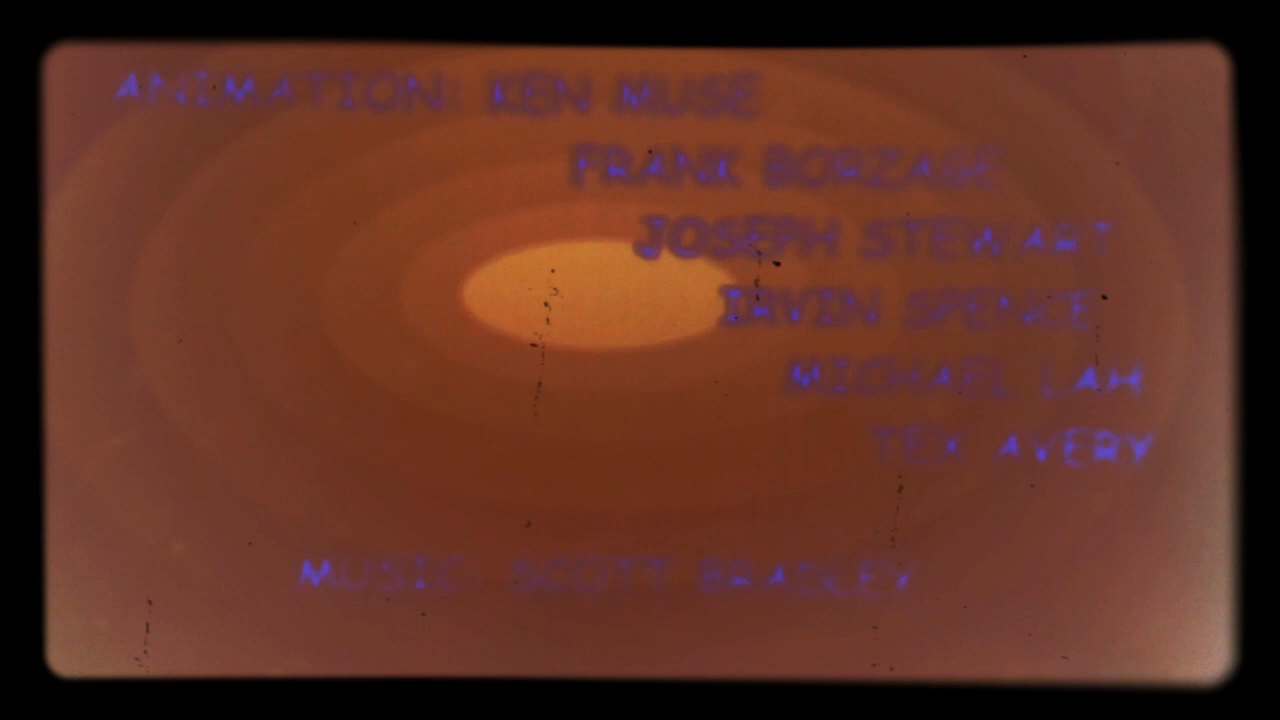 ANIMATION: KEN MUSE
FRANK BORZAGE
JOSEPH STEWART
IRVIN SPENCE
MICHAEL LAH
TEX AVERY
MUSIC: SCOTT BRADLEY